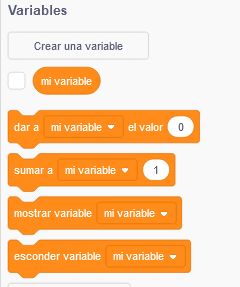 Variables
Crear una variable
mi variable
dar a mi variable el valor 0
sumar a mi variable 1
mostrar variable mi variable
esconder variable mi variable